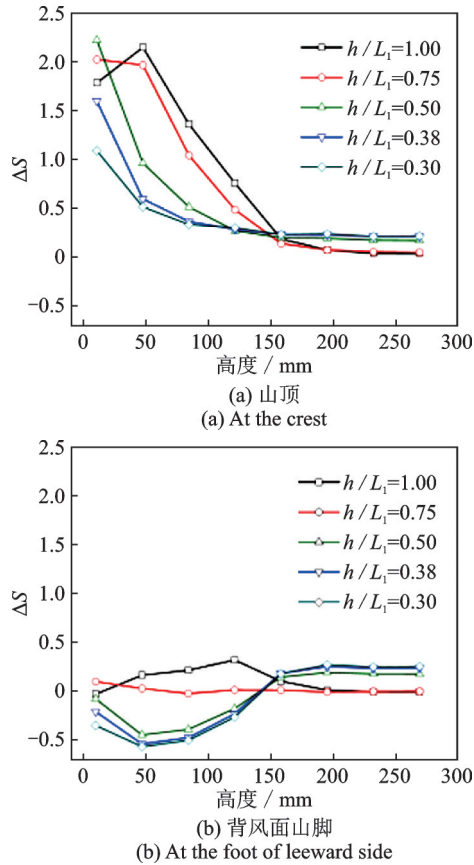 2.5
2.0
1.5
1.0
0.5
0
−0.5
ΔS
h/L₁=1.00
h/L₁=0.75
h/L₁=0.50
h/L₁=0.38
h/L₁=0.30
0 50 100 150 200 250 300
高度 / mm
(a) 山顶
(a) At the crest
2.5
2.0
1.5
1.0
0.5
0
−0.5
ΔS
h/L₁=1.00
h/L₁=0.75
h/L₁=0.50
h/L₁=0.38
h/L₁=0.30
0 50 100 150 200 250 300
高度 / mm
(b) 背风面山脚
(b) At the foot of leeward side